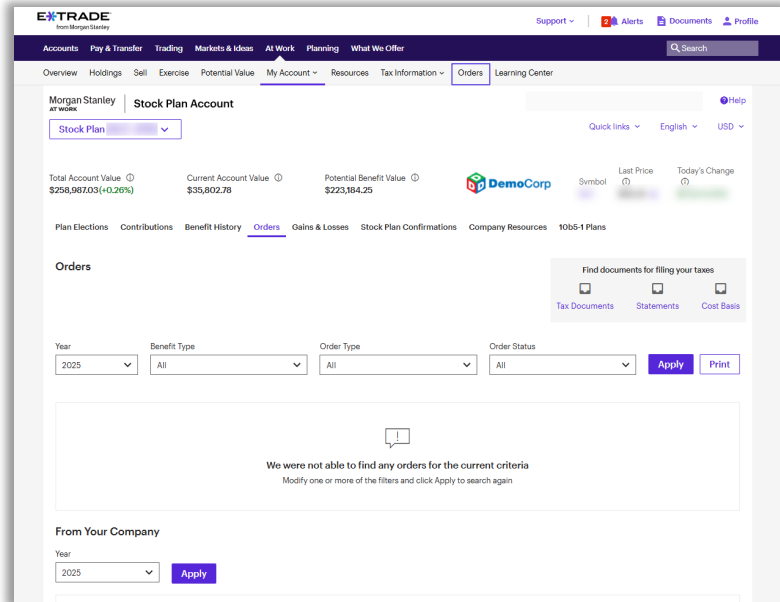 E*TRADE
from Morgan Stanley
Support
2 Alerts
Documents
Profile
Accounts Pay & Transfer Trading Markets & Ideas At Work Planning What We Offer
Search
Overview Holdings Sell Exercise Potential Value My Account Resources Tax Information Orders Learning Center
Morgan Stanley
AT WORK
Stock Plan Account
Help
Stock Plan
Quick links English USD
Total Account Value
$258,987.03(+0.26%)
Current Account Value
$35,802.78
Potential Benefit Value
$223,184.25
DemoCorp
Symbol
Last Price
Today's Change
Plan Elections Contributions Benefit History Orders Gains & Losses Stock Plan Confirmations Company Resources 10b5-1 Plans
Orders
Find documents for filing your taxes
Tax Documents Statements Cost Basis
Year Benefit Type Order Type Order Status
2025 All All All Apply Print
We were not able to find any orders for the current criteria
Modify one or more of the filters and click Apply to search again
From Your Company
Year
2025 Apply